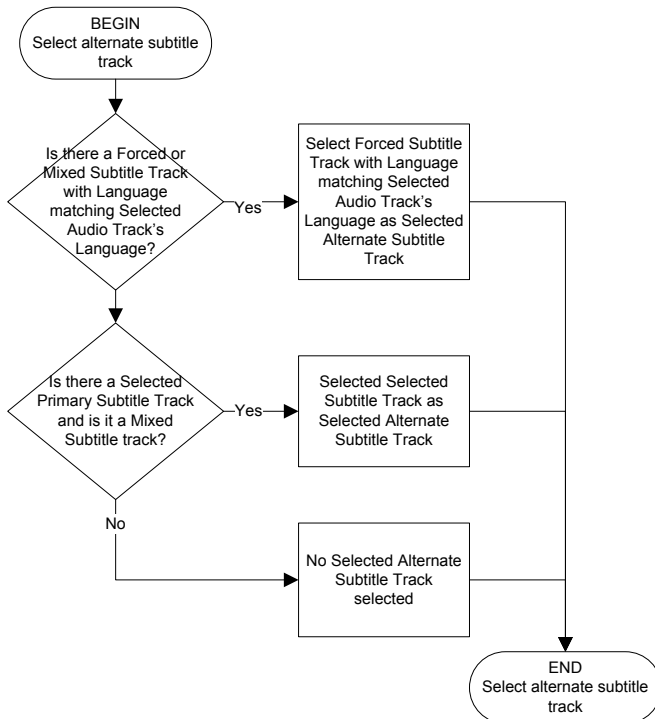 BEGIN
Select alternate subtitle
track
Is there a Forced or
Mixed Subtitle Track
with Language
matching Selected
Audio Track's
Language?
Yes
Select Forced Subtitle
Track with Language
matching Selected
Audio Track's
Language as Selected
Alternate Subtitle
Track
Is there a Selected
Primary Subtitle Track
and is it a Mixed
Subtitle track?
Yes
Selected Selected
Subtitle Track as
Selected Alternate
Subtitle Track
No
No Selected Alternate
Subtitle Track
selected
END
Select alternate subtitle
track